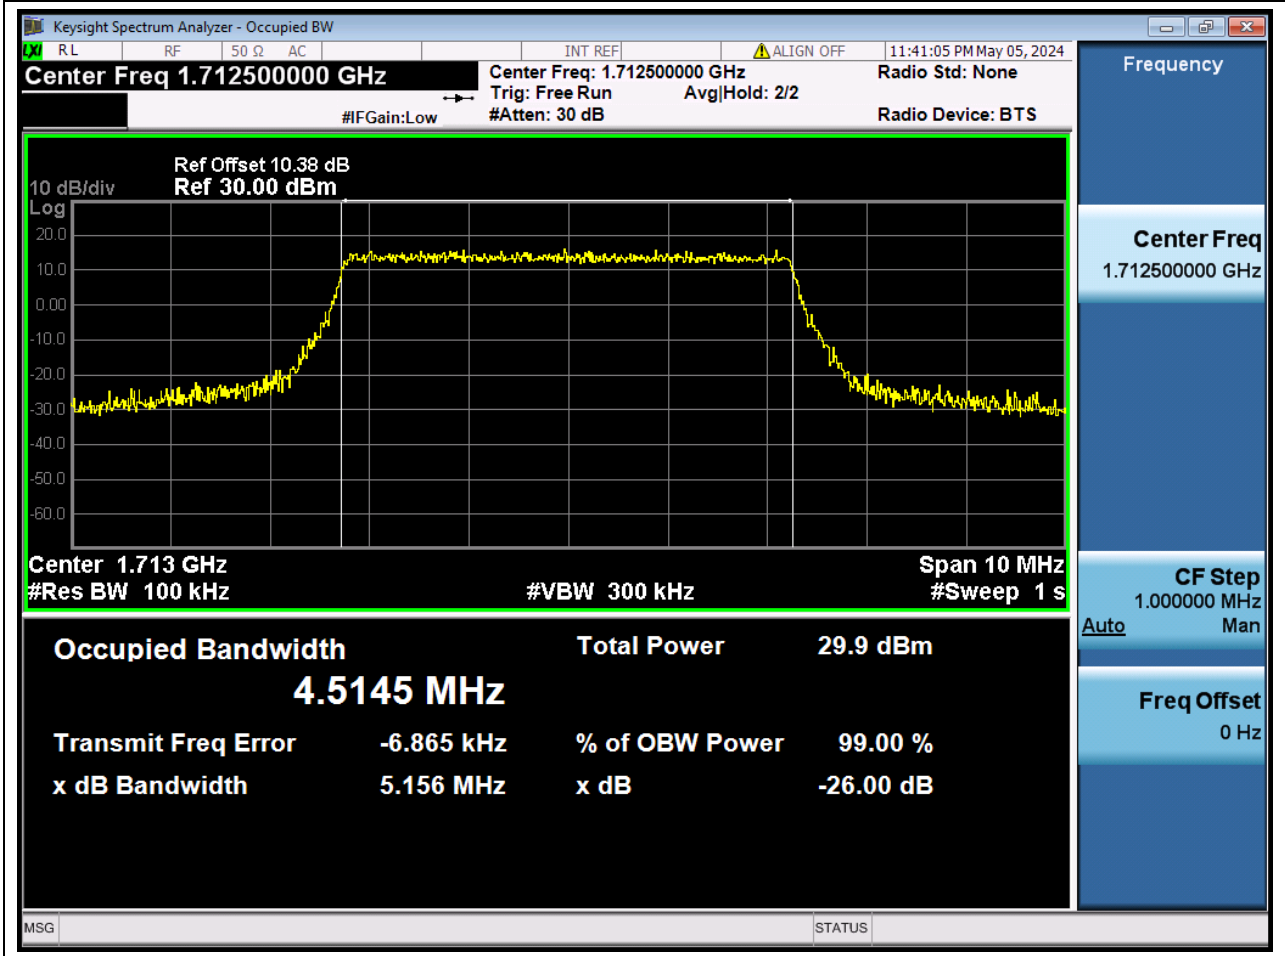 Keysight Spectrum Analyzer - Occupied BW
LXI RL RF 50 Ω AC INT REF ALIGN OFF 11:41:05 PM May 05, 2024
Center Freq 1.712500000 GHz
Center Freq: 1.712500000 GHz
Radio Std: None
Trig: Free Run Avg|Hold: 2/2
#IFGain:Low
#Atten: 30 dB
Radio Device: BTS
Ref Offset 10.38 dB
10 dB/div Ref 30.00 dBm
Log
20.0
10.0
0.00
-10.0
-20.0
-30.0
-40.0
-50.0
-60.0
Center 1.713 GHz Span 10 MHz
#Res BW 100 kHz #VBW 300 kHz #Sweep 1 s
Occupied Bandwidth Total Power 29.9 dBm
4.5145 MHz
Transmit Freq Error -6.865 kHz % of OBW Power 99.00 %
x dB Bandwidth 5.156 MHz x dB -26.00 dB
Frequency
Center Freq
1.712500000 GHz
CF Step
1.000000 MHz
Auto Man
Freq Offset
0 Hz
MSG STATUS